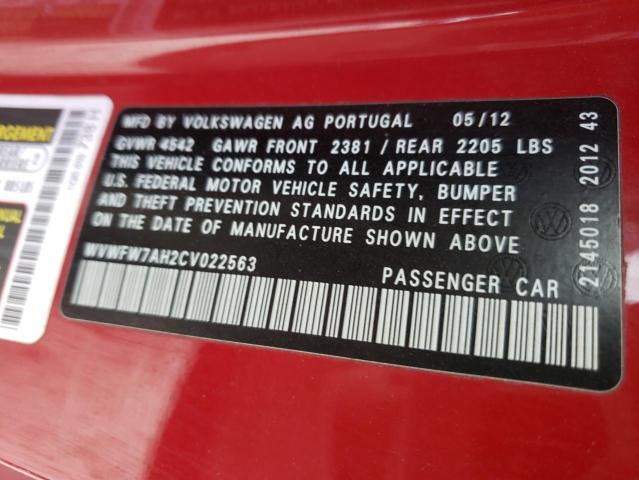 MFD BY VOLKSWAGEN AG PORTUGAL 05/12
GVWR 4542 GAWR FRONT 2381 / REAR 2205 LBS
THIS VEHICLE CONFORMS TO ALL APPLICABLE
U.S. FEDERAL MOTOR VEHICLE SAFETY, BUMPER
AND THEFT PREVENTION STANDARDS IN EFFECT
ON THE DATE OF MANUFACTURE SHOWN ABOVE.
WVWFW7AH2CV022563
PASSENGER CAR
2145018 2012 43